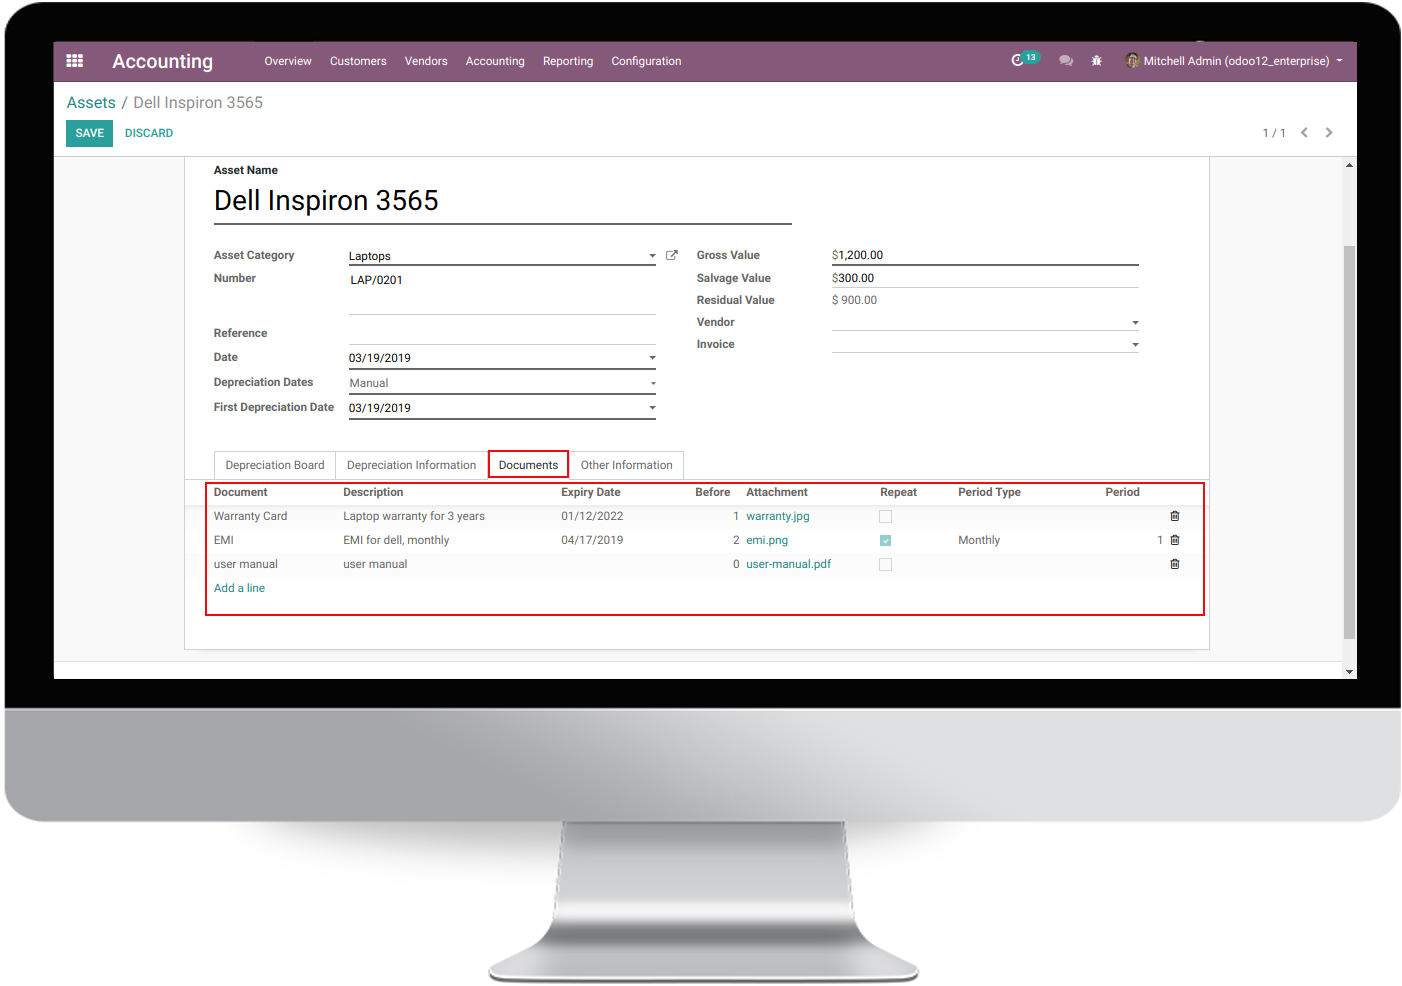 Accounting Overview Customers Vendors Accounting Reporting Configuration 13 Mitchell Admin (odoo12_enterprise)
Assets / Dell Inspiron 3565
SAVE DISCARD 1 / 1
Asset Name
Dell Inspiron 3565
Asset Category Laptops Gross Value $1,200.00
Number LAP/0201 Salvage Value $300.00
Residual Value $ 900.00
Vendor
Invoice
Reference
Date 03/19/2019
Depreciation Dates Manual
First Depreciation Date 03/19/2019
Depreciation Board Depreciation Information Documents Other Information
Document Description Expiry Date Before Attachment Repeat Period Type Period
Warranty Card Laptop warranty for 3 years 01/12/2022 1 warranty.jpg
EMI EMI for dell, monthly 04/17/2019 2 emi.png Monthly 1
user manual user manual 0 user-manual.pdf
Add a line